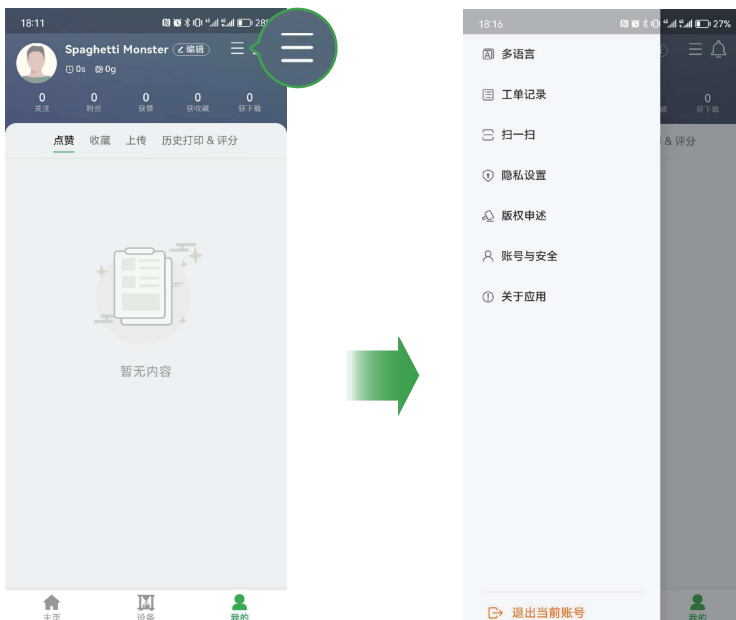 18:11
Spaghetti Monster 编辑
0s 0g
0 0 0 0 0
关注 粉丝 获赞 获收藏 获下载
点赞 收藏 上传 历史打印 & 评分
暂无内容
主页 设备 我的
18:16 27%
多语言
工单记录
扫一扫
隐私设置
版权申述
账号与安全
关于应用
退出当前账号
0
获下载
& 评分
我的